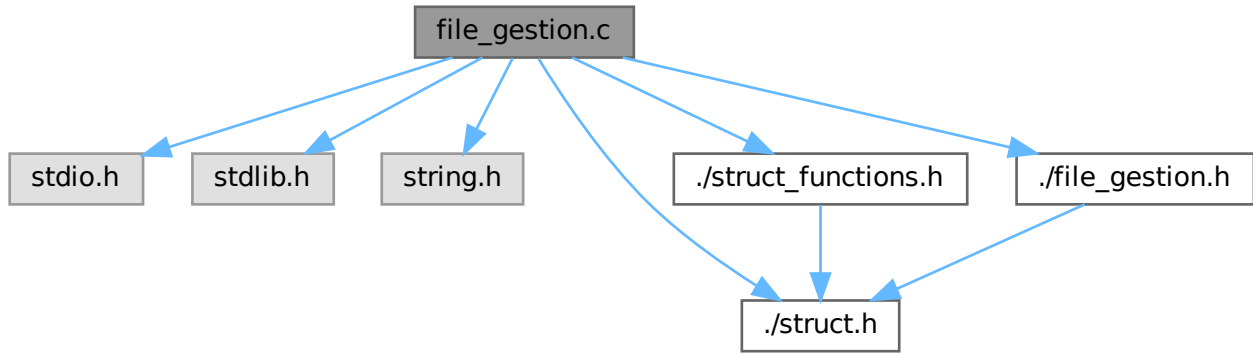 file_gestion.c
stdio.h
stdlib.h
string.h
./struct_functions.h
./file_gestion.h
./struct.h